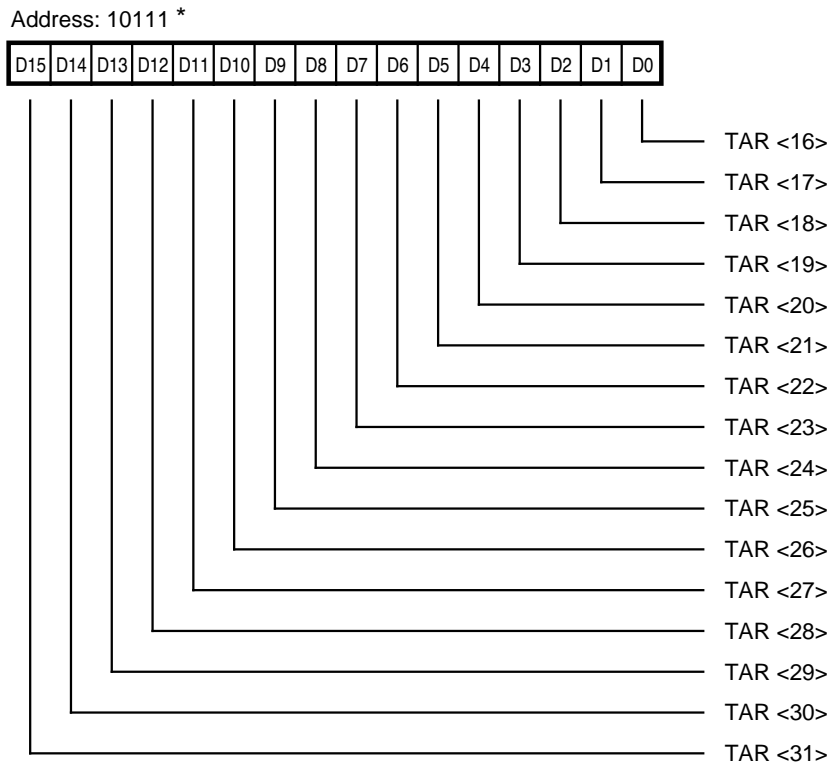 Address: 10111 *
D15 D14 D13 D12 D11 D10 D9 D8 D7 D6 D5 D4 D3 D2 D1 D0
TAR <16>
TAR <17>
TAR <18>
TAR <19>
TAR <20>
TAR <21>
TAR <22>
TAR <23>
TAR <24>
TAR <25>
TAR <26>
TAR <27>
TAR <28>
TAR <29>
TAR <30>
TAR <31>